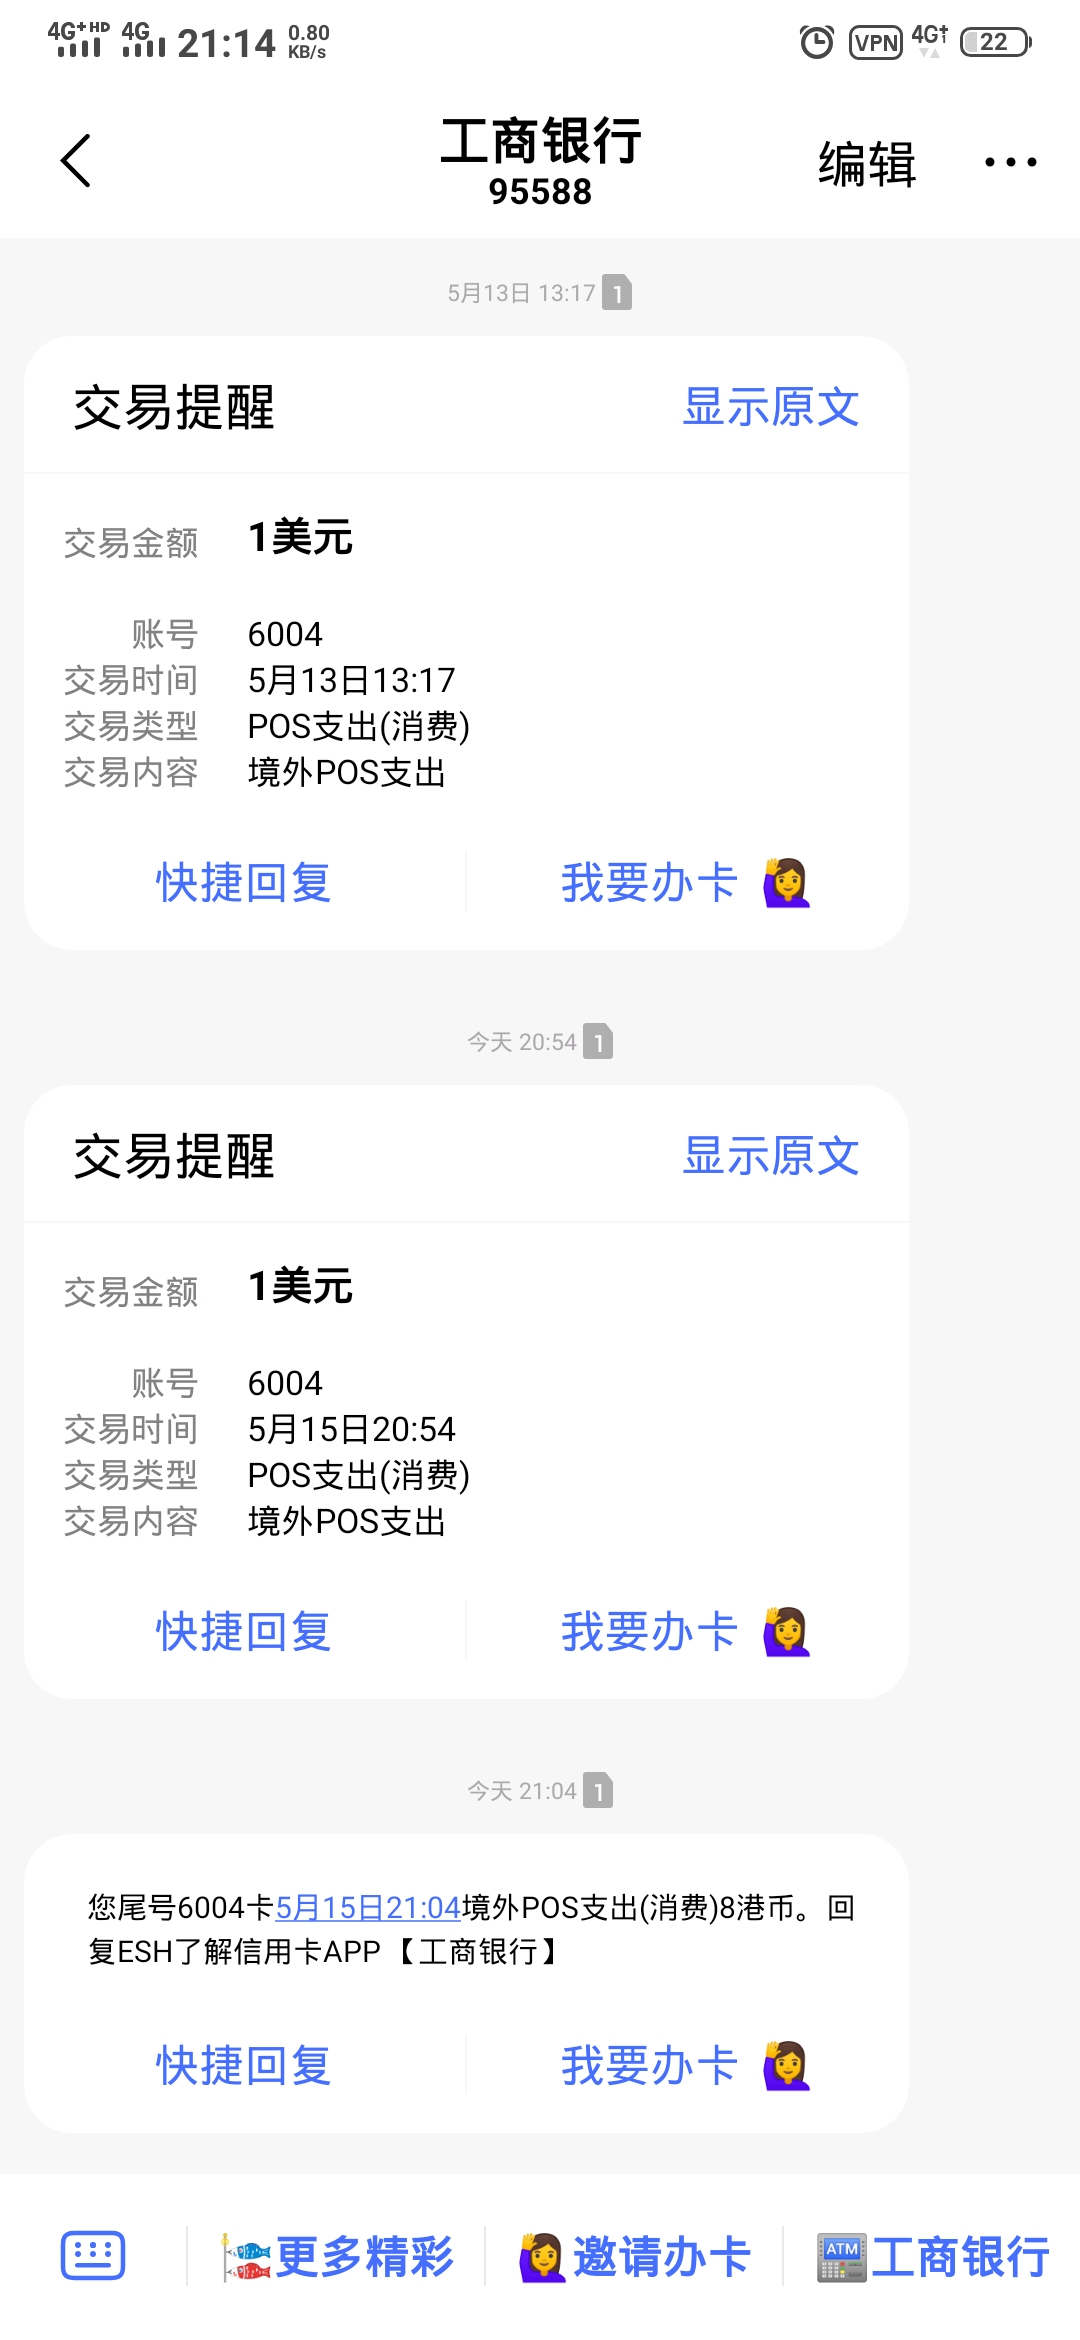 4G+HD 4G 21:14 0.80 KB/s VPN 4G 22
工商银行
95588
编辑
5月13日 13:17 1
交易提醒 显示原文
交易金额 1美元
账号 6004
交易时间 5月13日13:17
交易类型 POS支出(消费)
交易内容 境外POS支出
快捷回复 我要办卡
今天 20:54 1
交易提醒 显示原文
交易金额 1美元
账号 6004
交易时间 5月15日20:54
交易类型 POS支出(消费)
交易内容 境外POS支出
快捷回复 我要办卡
今天 21:04 1
您尾号6004卡5月15日21:04境外POS支出(消费)8港币。回
复ESH了解信用卡APP【工商银行】
快捷回复 我要办卡
更多精彩 邀请办卡 ATM 工商银行